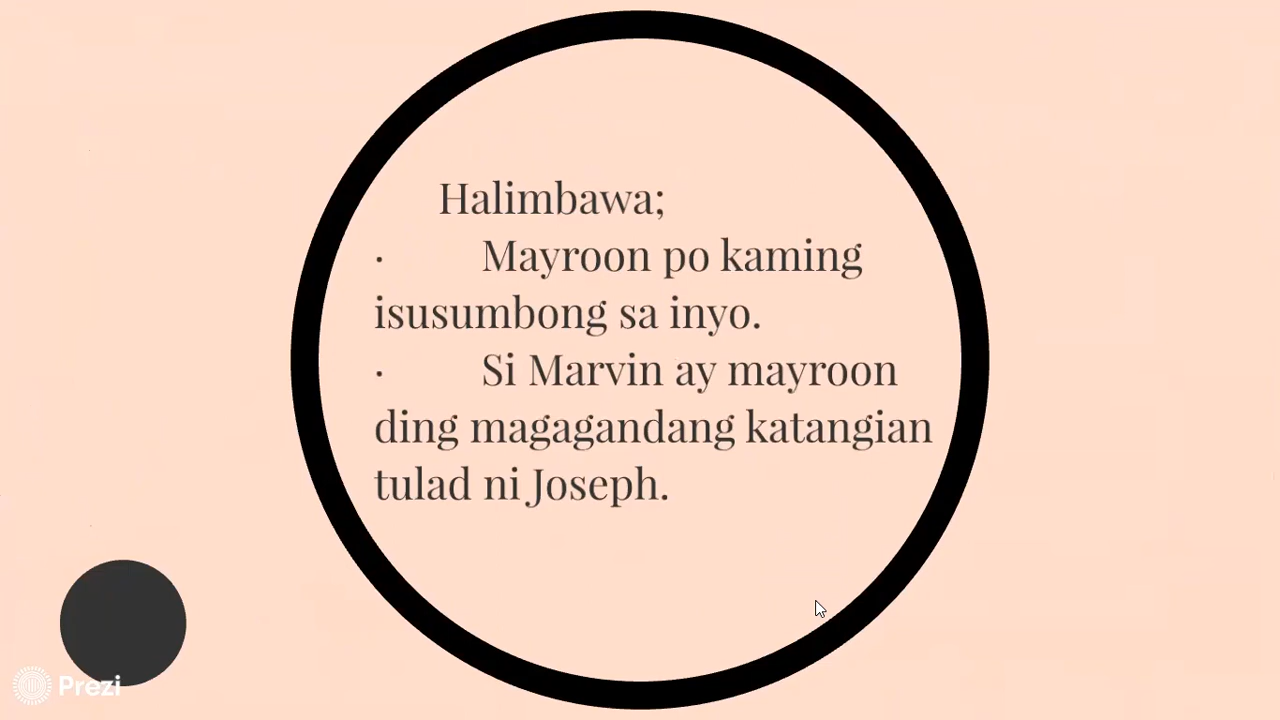 Halimbawa;
· Mayroon po kaming
isusumbong sa inyo.
· Si Marvin ay mayroon
ding magagandang katangian
tulad ni Joseph.
Prezi